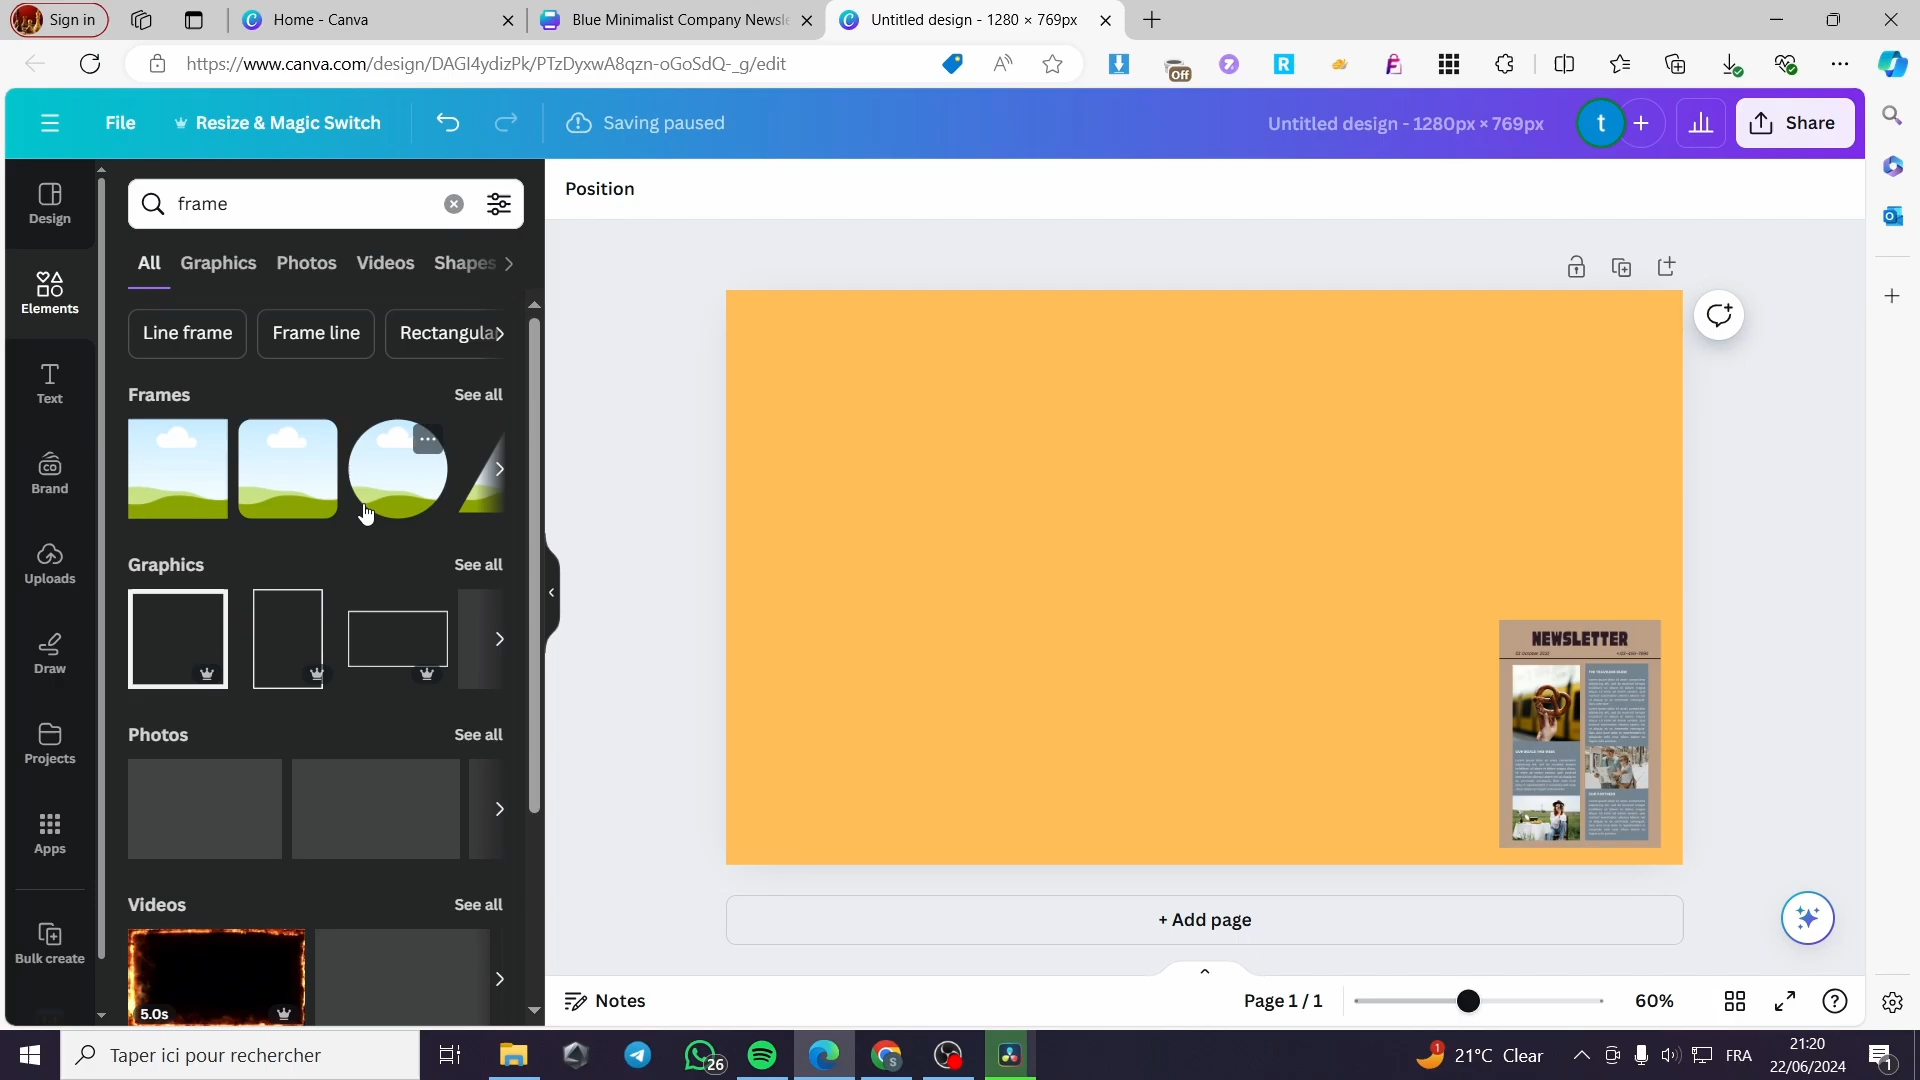 Sign in
Home - Canva
Blue Minimalist Company Newsle
Untitled design - 1280 × 769px
https://www.canva.com/design/DAGI4ydizPk/PTzDyxwA8qzn-oGoSdQ-_g/edit
Off
File
Resize & Magic Switch
Saving paused
Untitled design - 1280px × 769px
t
Share
Design
Elements
Text
Brand
Uploads
Draw
Projects
Apps
Bulk create
frame
All
Graphics
Photos
Videos
Shapes
Line frame
Frame line
Rectangula
Frames
See all
Graphics
See all
Photos
See all
Videos
See all
5.0s
Position
NEWSLETTER
+ Add page
Notes
Page 1 / 1
60%
Taper ici pour rechercher
26
21°C Clear
FRA
21:20
22/06/2024
1